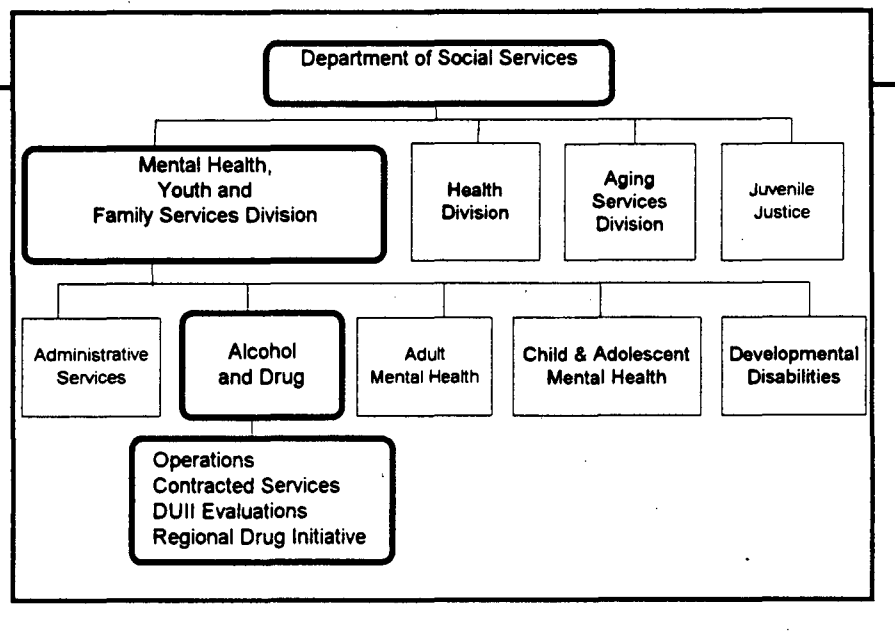 Department of Social Services
Mental Health,
Youth and
Family Services Division
Health
Division
Aging
Services
Division
Juvenile
Justice
Administrative
Services
Alcohol
and Drug
Adult
Mental Health
Child & Adolescent
Mental Health
Developmental
Disabilities
Operations
Contracted Services
DUII Evaluations
Regional Drug Initiative